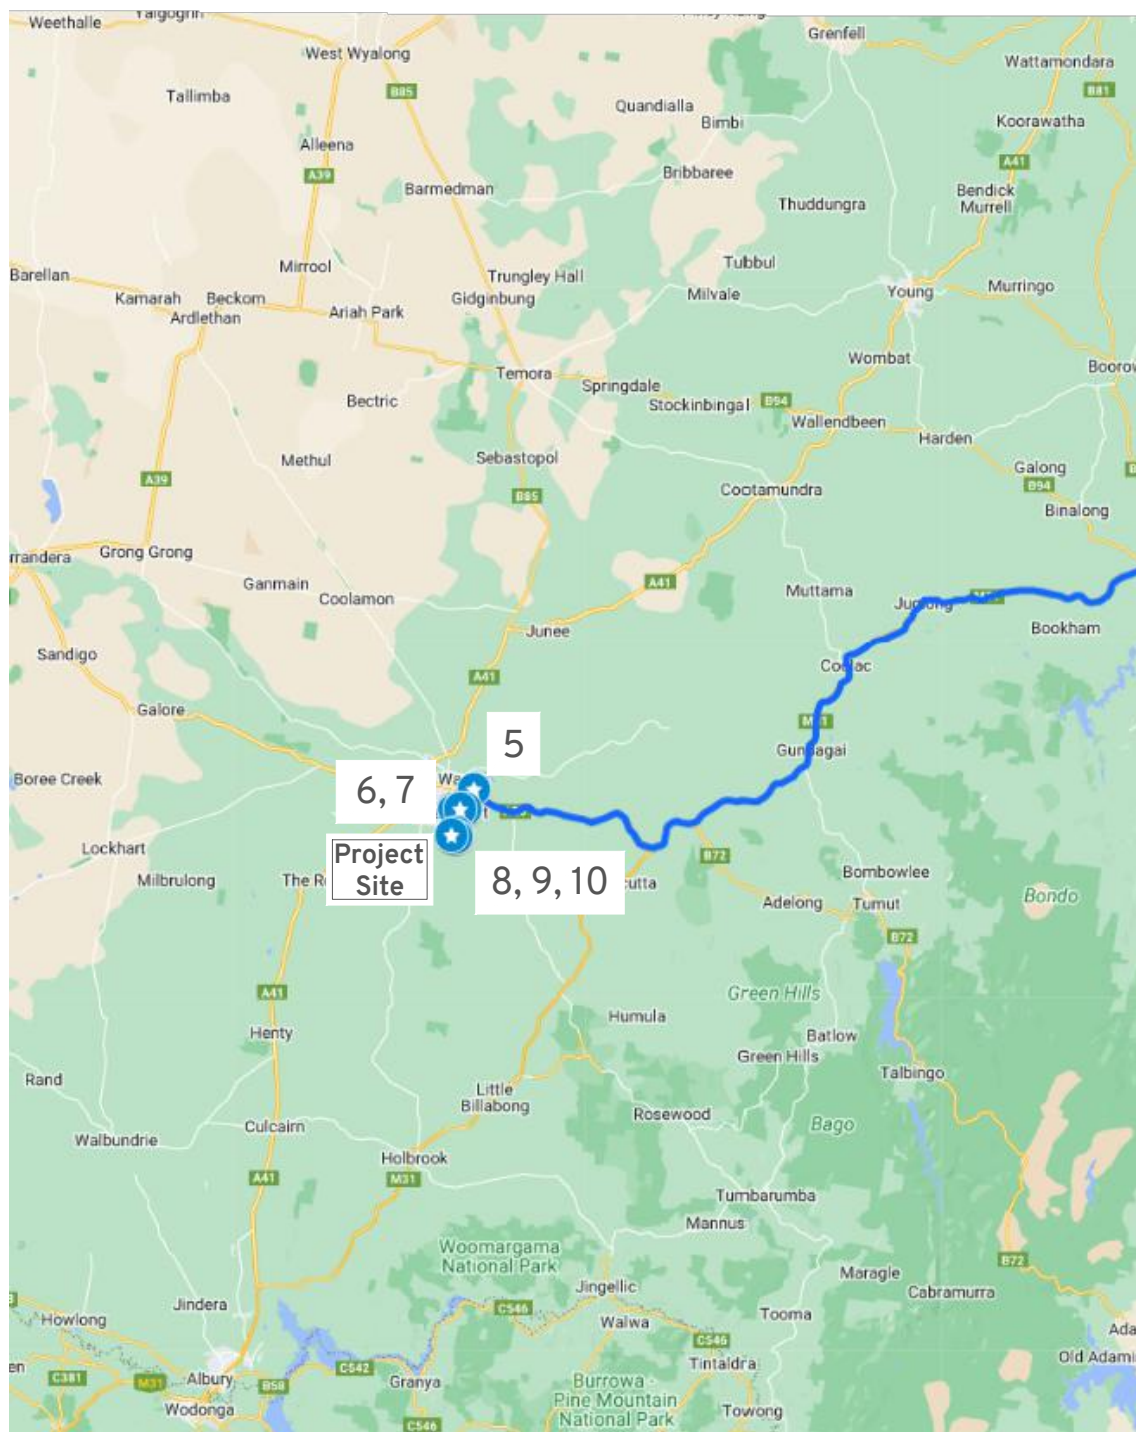 Weethalle
West Wyalong
Grenfell
Wattamondara
B85
B81
Tallimba
Quandialla
Bimbi
Koorawatha
Alleena
A39
A41
Bribbaree
Barmedman
Bendick
Murrell
Thuddungra
Barellan
Mirrool
Trungley Hall
Tubbul
Kamarah
Beckom
Gidginbung
Milvale
Young
Murringo
Ardlethan
Ariah Park
Wombat
Temora
Springdale
Bectric
Stockinbingal
B94
Wallendbeen
Harden
Methul
Sebastopol
Galong
A39
B85
Cootamundra
B94
Binalong
Grong Grong
Ganmain
Coolamon
A41
Muttama
Bookham
Junee
Sandigo
A41
Galore
5
Boree Creek
6, 7
Lockhart
Project
Site
B72
Milbrulong
8, 9, 10
Bombowlee
Adelong
Tumut
Bondo
B72
A41
Green Hills
Henty
Humula
Batlow
Green Hills
Rand
Talbingo
Little
Billabong
Rosewood
Culcairn
Bago
Walbundrie
Holbrook
A41
M31
Tumbarumba
Mannus
Woomargama
National Park
B72
Jingellic
Maragle
Cabramurra
Jindera
C546
Tooma
Howlong
Walwa
C546
C542
Tintaldra
C381
M31
Albury
B58
Granya
Burrowa -
Pine Mountain
National Park
Wodonga
C546
Towong